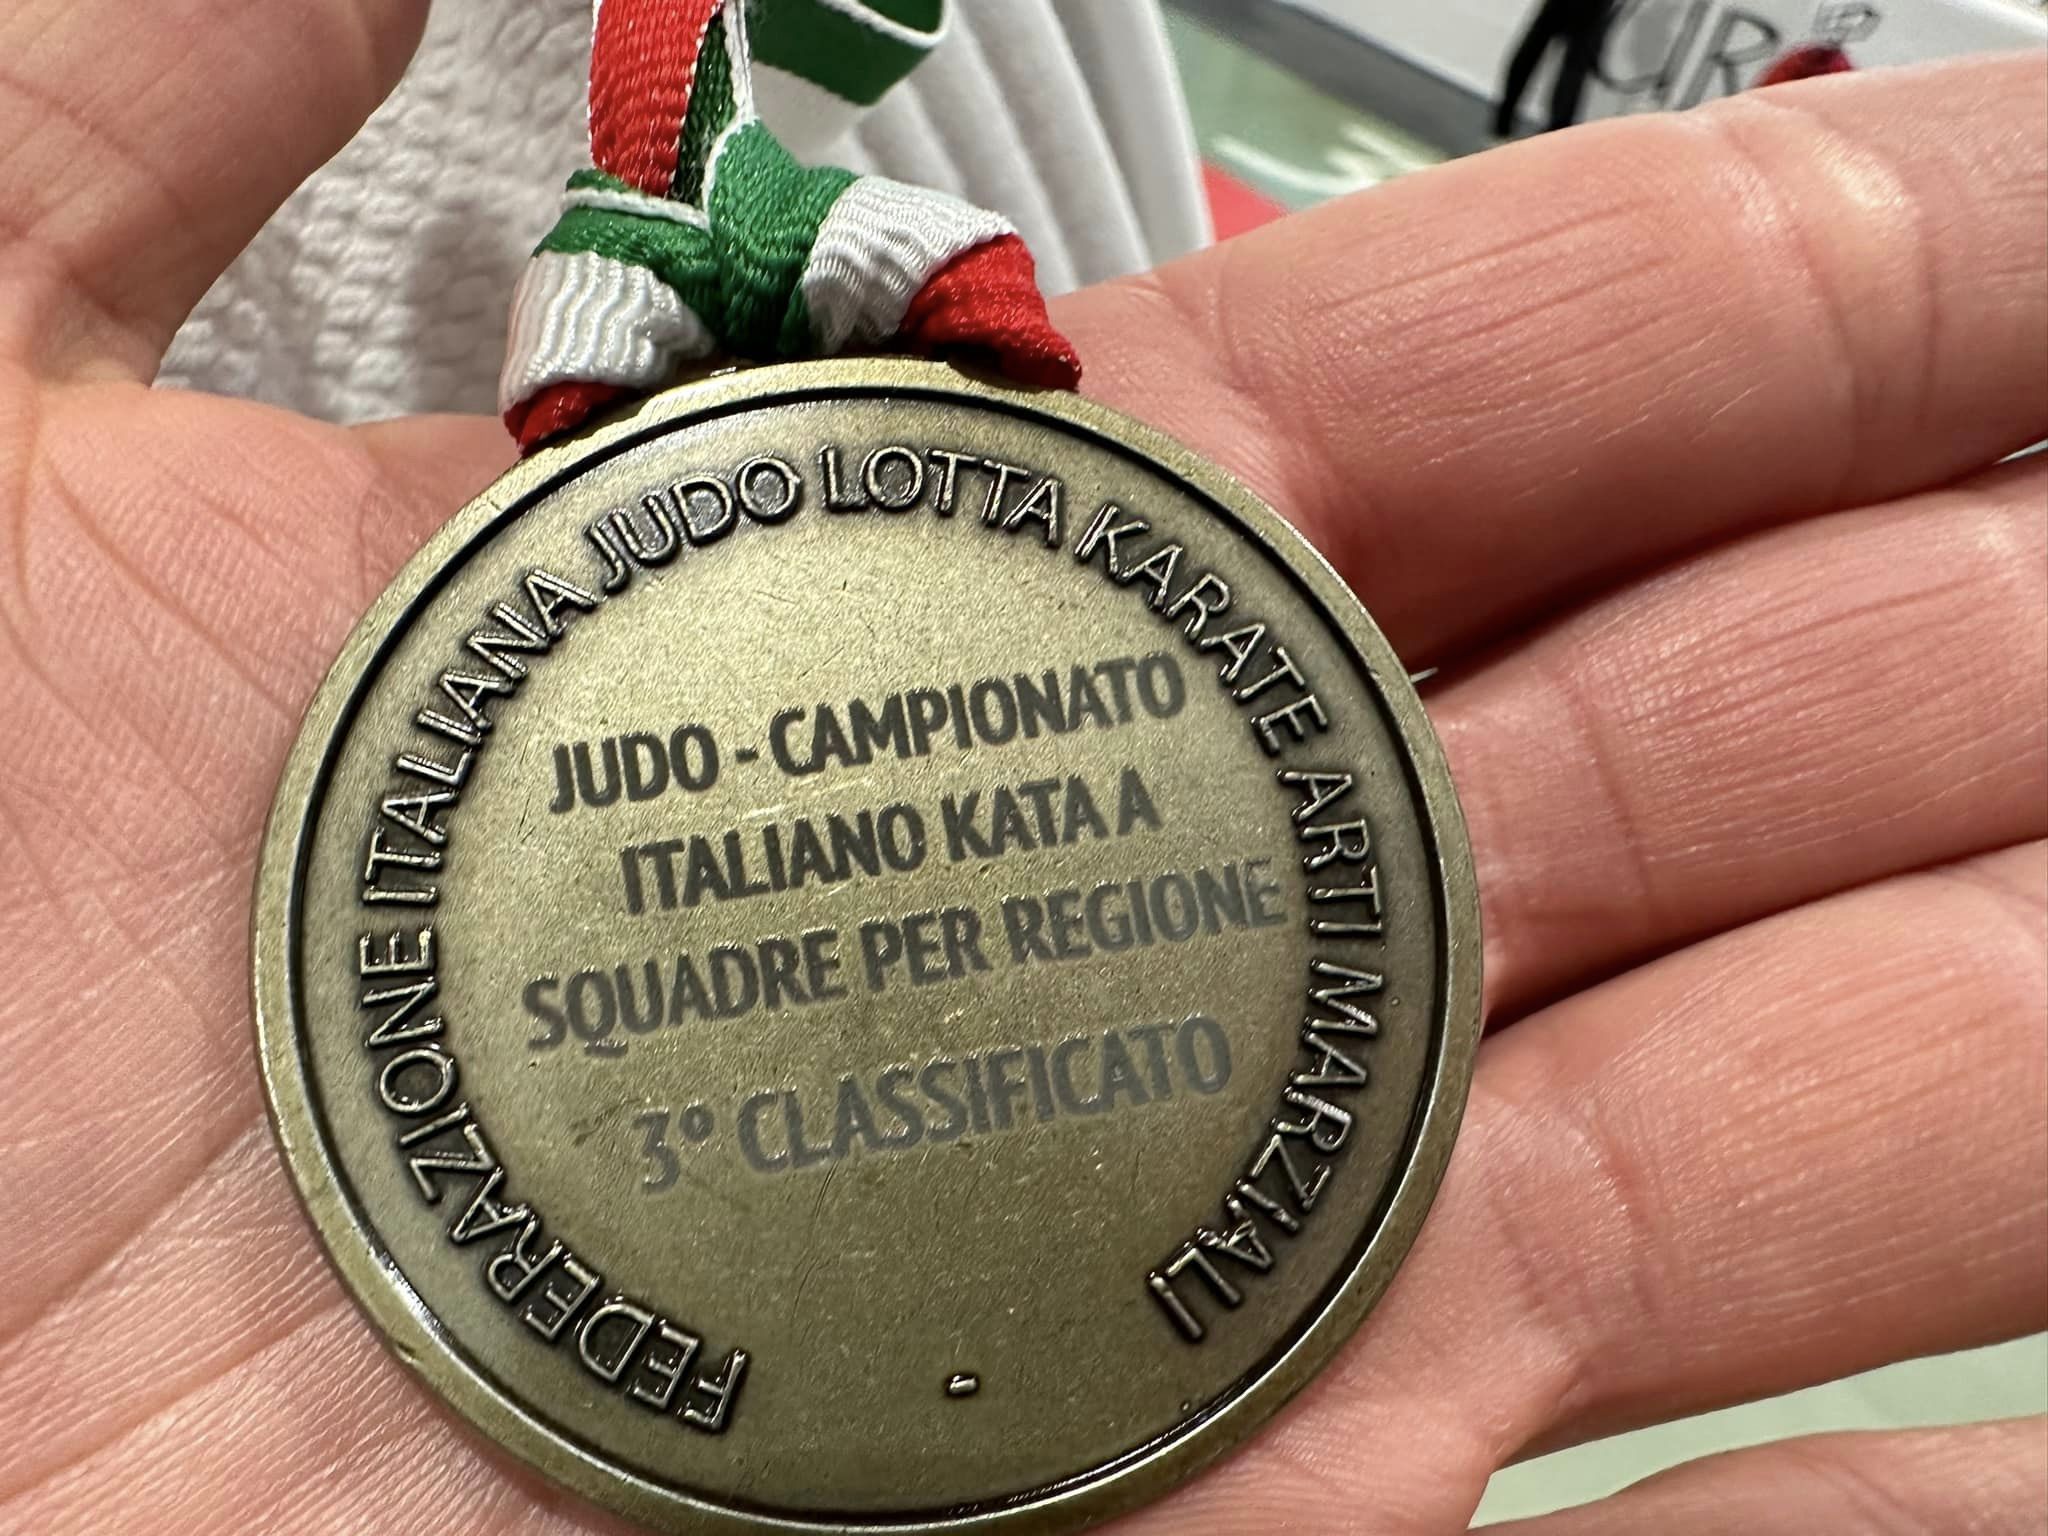 FEDERAZIONE ITALIANA JUDO LOTTA KARATE ARTI MARZIALI
JUDO - CAMPIONATO
ITALIANO KATA A
SQUADRE PER REGIONE
3° CLASSIFICATO